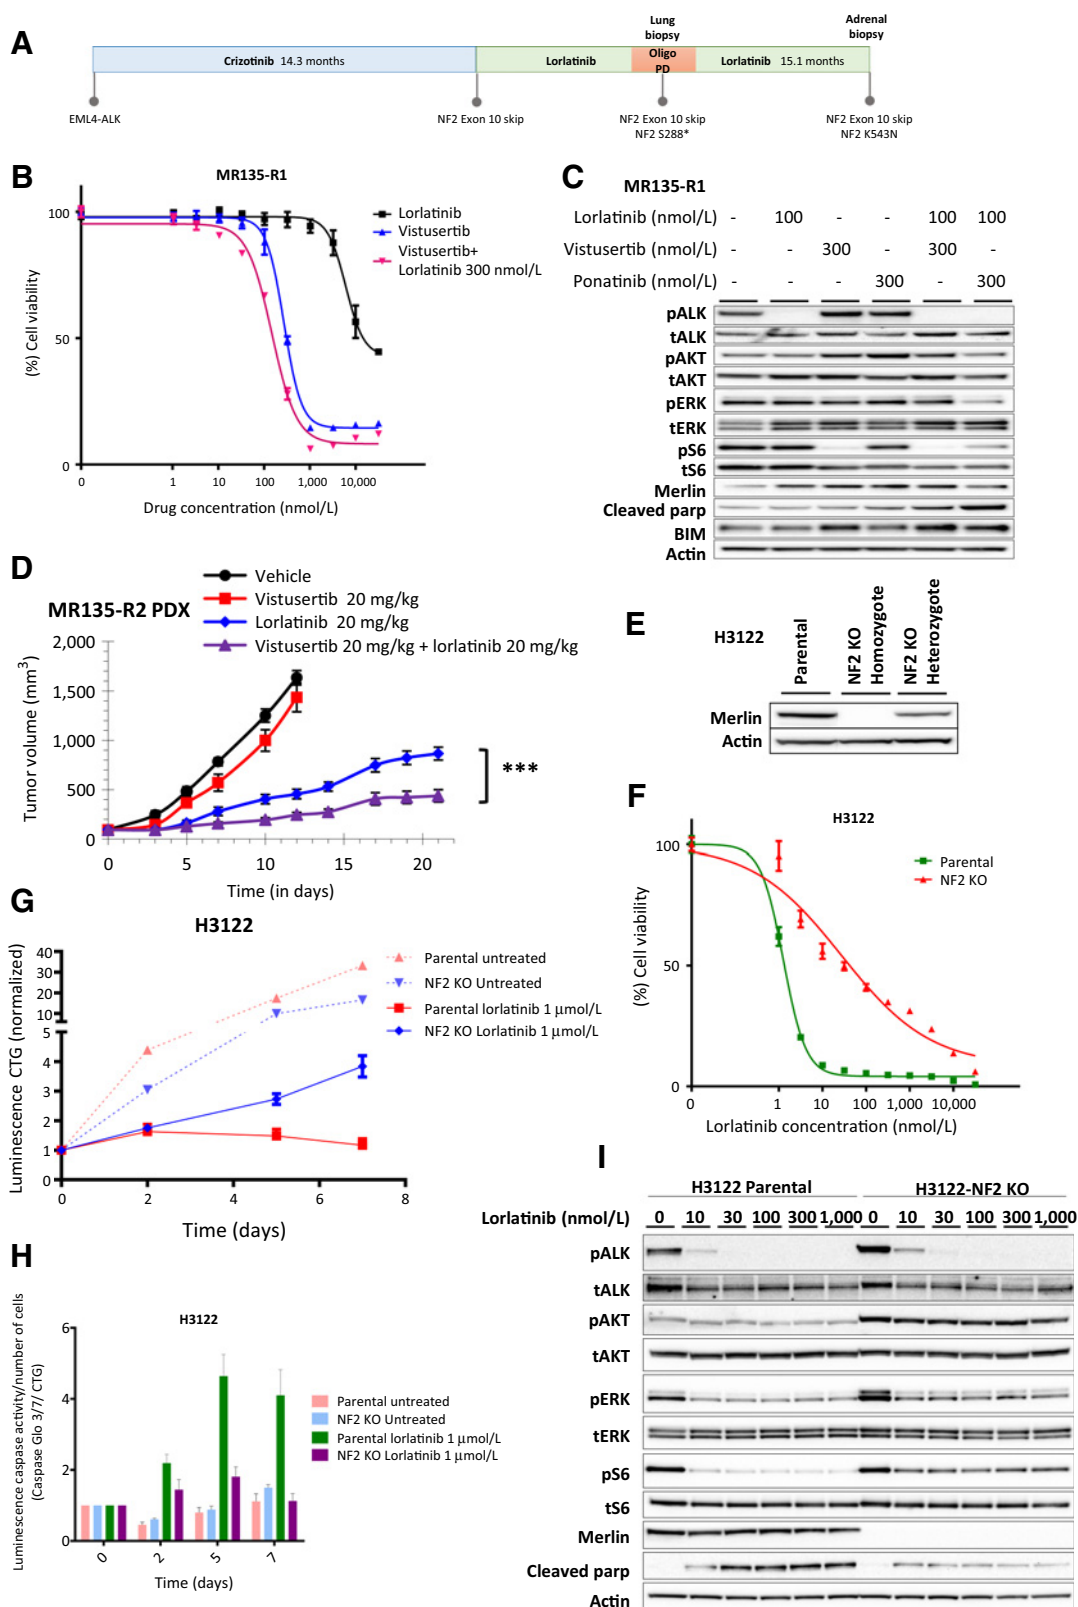 A
Lung biopsy
Adrenal biopsy
Crizotinib 14.3 months
Lorlatinib
Oligo PD
Lorlatinib 15.1 months
EML4-ALK
NF2 Exon 10 skip
NF2 Exon 10 skip
NF2 S288*
NF2 Exon 10 skip
NF2 K543N
B
MR135-R1
(%) Cell viability
100
50
0
0 1 10 100 1,000 10,000
Drug concentration (nmol/L)
Lorlatinib
Vistusertib
Vistusertib+
Lorlatinib 300 nmol/L
C
MR135-R1
Lorlatinib (nmol/L) - 100 - - 100 100
Vistusertib (nmol/L) - - 300 - 300 -
Ponatinib (nmol/L) - - - 300 - 300
pALK
tALK
pAKT
tAKT
pERK
tERK
pS6
tS6
Merlin
Cleaved parp
BIM
Actin
D
MR135-R2 PDX
Vehicle
Vistusertib 20 mg/kg
Lorlatinib 20 mg/kg
Vistusertib 20 mg/kg + lorlatinib 20 mg/kg
Tumor volume (mm3)
2,000
1,500
1,000
500
0
0 5 10 15 20
Time (in days)
***
E
H3122
Parental
NF2 KO Homozygote
NF2 KO Heterozygote
Merlin
Actin
F
H3122
(%) Cell viability
100
50
0
0 1 10 100 1,000 10,000
Lorlatinib concentration (nmol/L)
Parental
NF2 KO
G
H3122
Luminescence CTG (normalized)
40
30
20
10
5
4
3
2
1
0
0 2 4 6 8
Time (days)
Parental untreated
NF2 KO Untreated
Parental lorlatinib 1 μmol/L
NF2 KO Lorlatinib 1 μmol/L
H
H3122
Luminescence caspase activity/number of cells
(Caspase Glo 3/7/ CTG)
6
4
2
0
0 2 5 7
Time (days)
Parental untreated
NF2 KO Untreated
Parental lorlatinib 1 μmol/L
NF2 KO Lorlatinib 1 μmol/L
I
H3122 Parental
H3122-NF2 KO
Lorlatinib (nmol/L) 0 10 30 100 300 1,000 0 10 30 100 300 1,000
pALK
tALK
pAKT
tAKT
pERK
tERK
pS6
tS6
Merlin
Cleaved parp
Actin